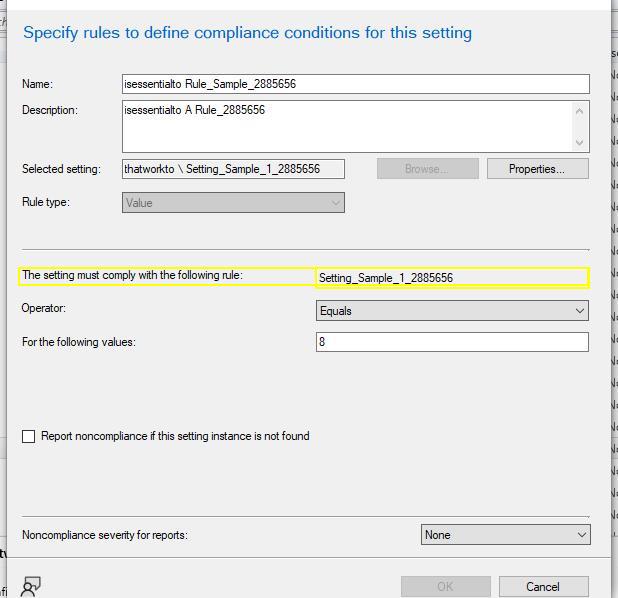 Specify rules to define compliance conditions for this setting
Name: isessentialto Rule_Sample_2885656
Description: isessentialto A Rule_2885656
Selected setting: thatworkto \ Setting_Sample_1_2885656 Browse... Properties...
Rule type: Value
The setting must comply with the following rule: Setting_Sample_1_2885656
Operator: Equals
For the following values: 8
Report noncompliance if this setting instance is not found
Noncompliance severity for reports: None
OK Cancel